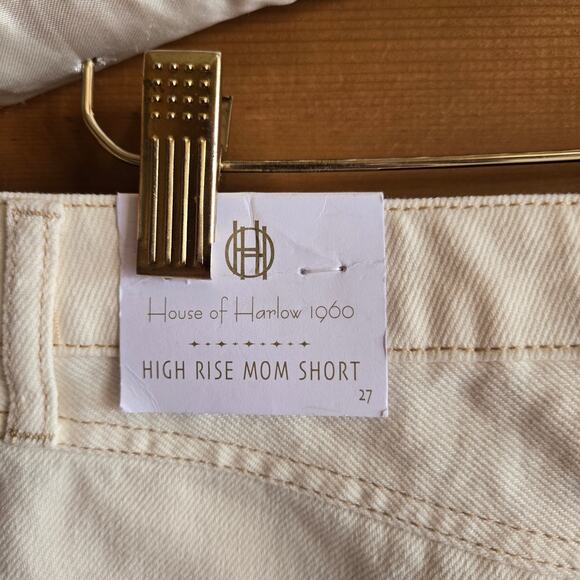 House of Harlow 1960
HIGH RISE MOM SHORT
27